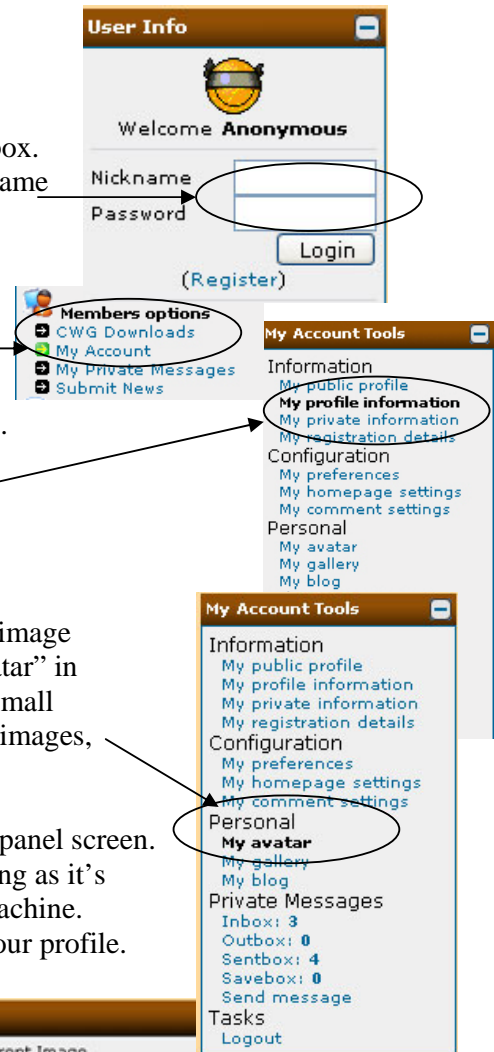 User Info
Welcome Anonymous
box.
Nickname
name
Password
Login
(Register)
Members options
CWG Downloads
My Account
My Private Messages
Submit News
.
My Account Tools
Information
My public profile
My profile information
My private information
My registration details
Configuration
My preferences
My homepage settings
My comment settings
Personal
My avatar
My gallery
My blog
image
tar” in
small
images,
panel screen.
ng as it’s
achine.
our profile.
My Account Tools
Information
My public profile
My profile information
My private information
My registration details
Configuration
My preferences
My homepage settings
My comment settings
Personal
My avatar
My gallery
My blog
Private Messages
Inbox: 3
Outbox: 0
Sentbox: 4
Savebox: 0
Send message
Tasks
Logout